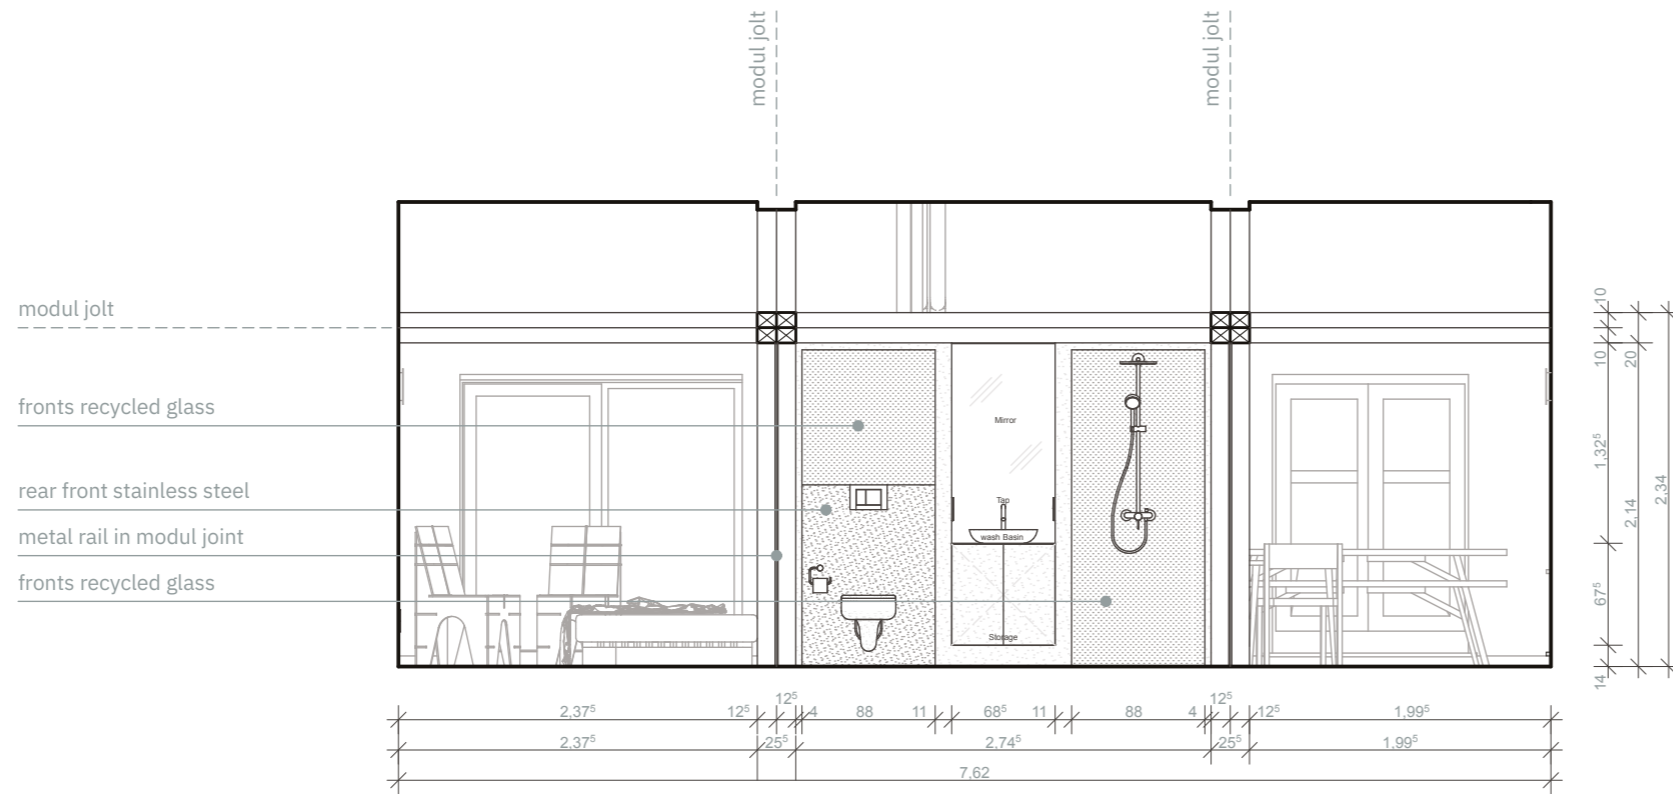 modul jolt
modul jolt
modul jolt
fronts recycled glass
rear front stainless steel
metal rail in modul joint
fronts recycled glass
Mirror
Tap
wash Basin
Storage
10
10
20
1,32⁵
2,14
2,34
67⁵
14
2,37⁵ 12⁵ 12⁵ 4 88 11 68⁵ 11 88 4 12⁵ 12⁵ 1,99⁵
2,37⁵ 25⁵ 2,74⁵ 25⁵ 1,99⁵
7,62